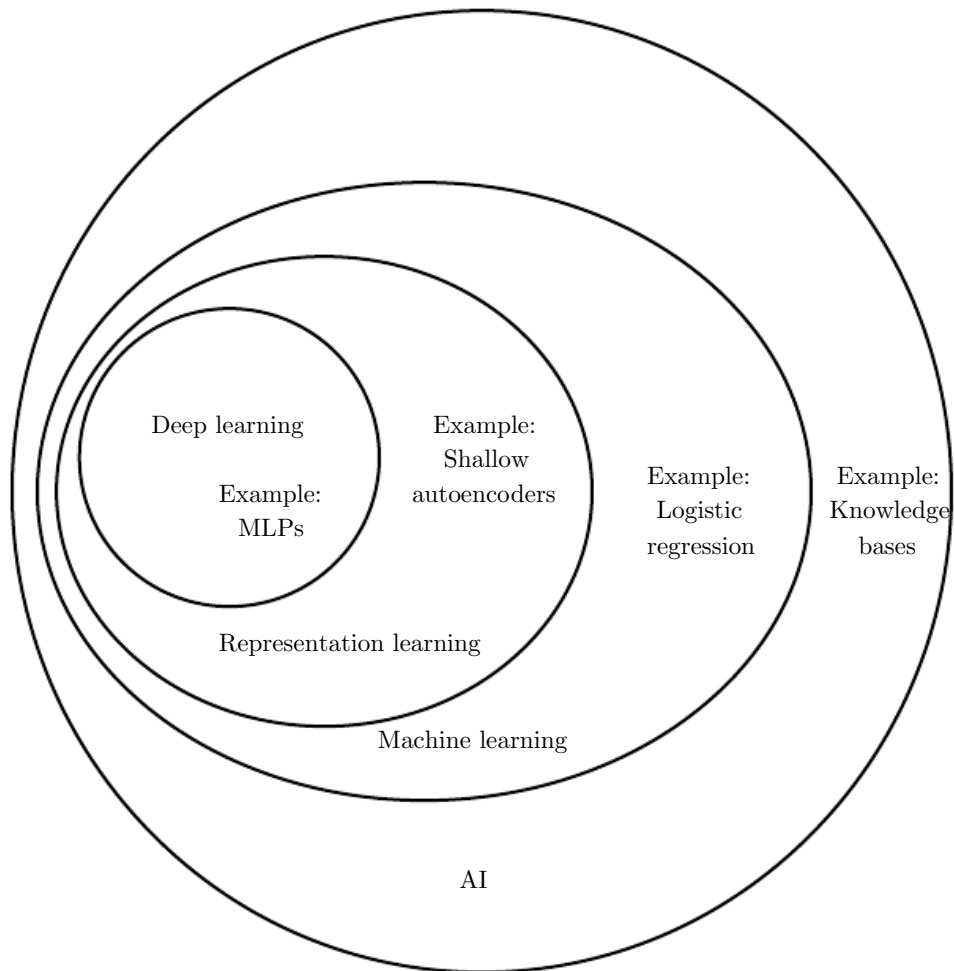 Deep learning
Example:
MLPs
Example:
Shallow
autoencoders
Example:
Logistic
regression
Example:
Knowledge
bases
Representation learning
Machine learning
AI